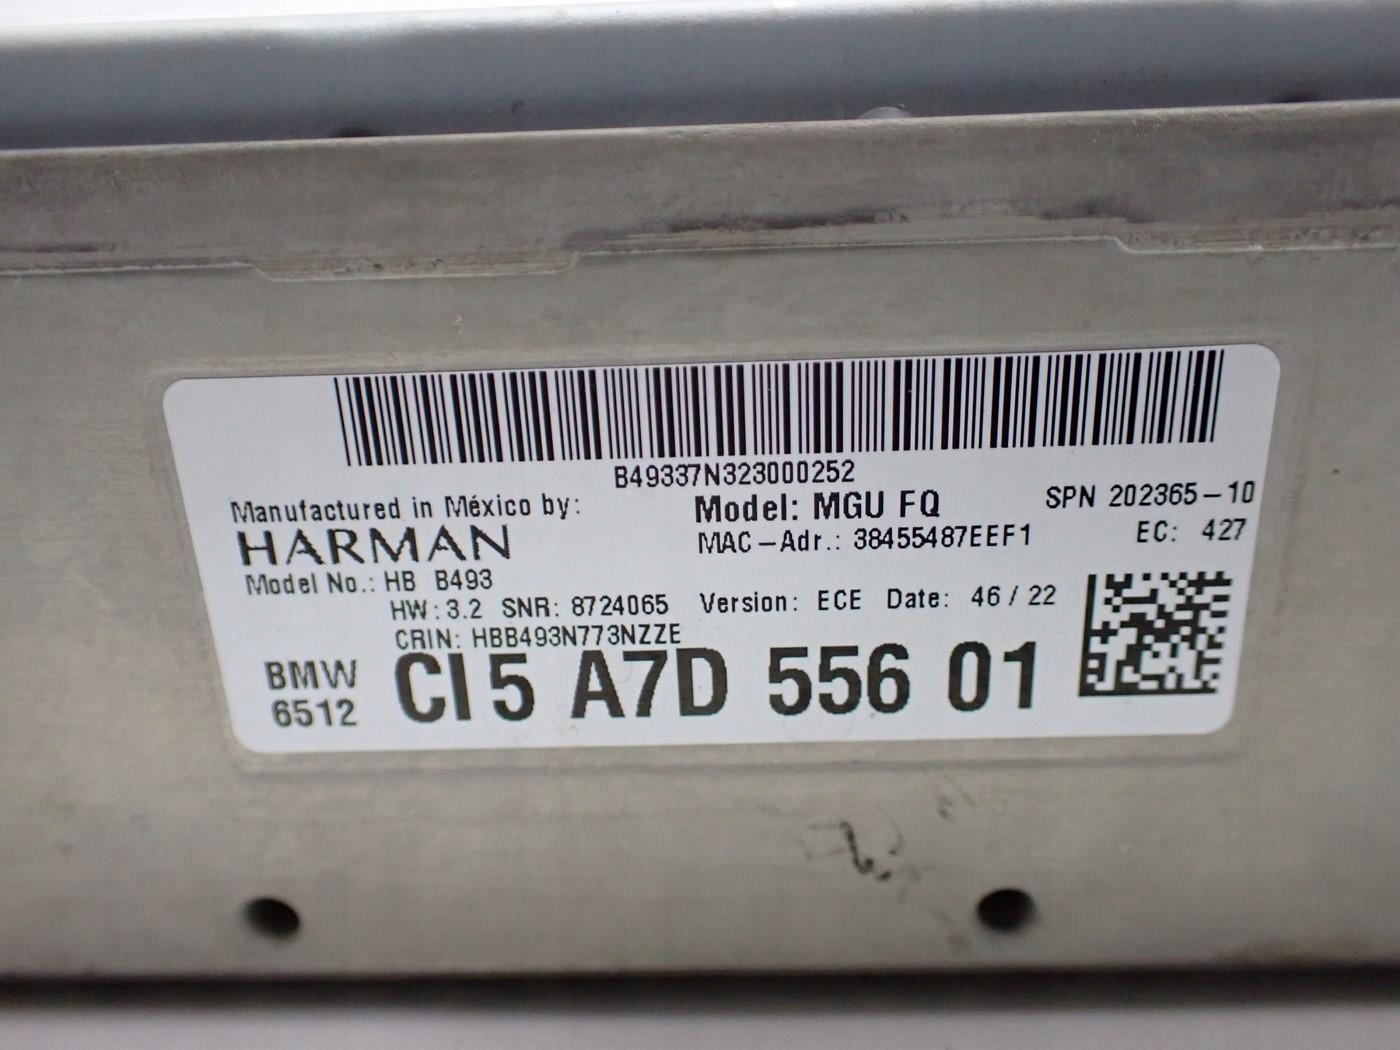 B49337N323000252
Manufactured in México by:
HARMAN
Model: MGU FQ
SPN 202365-10
MAC-Adr.: 38455487EEF1
EC: 427
Model No.: HB B493
HW: 3.2 SNR: 8724065 Version: ECE Date: 46/22
CRIN: HBB493N773NZZE
BMW
6512
CI5 A7D 556 01